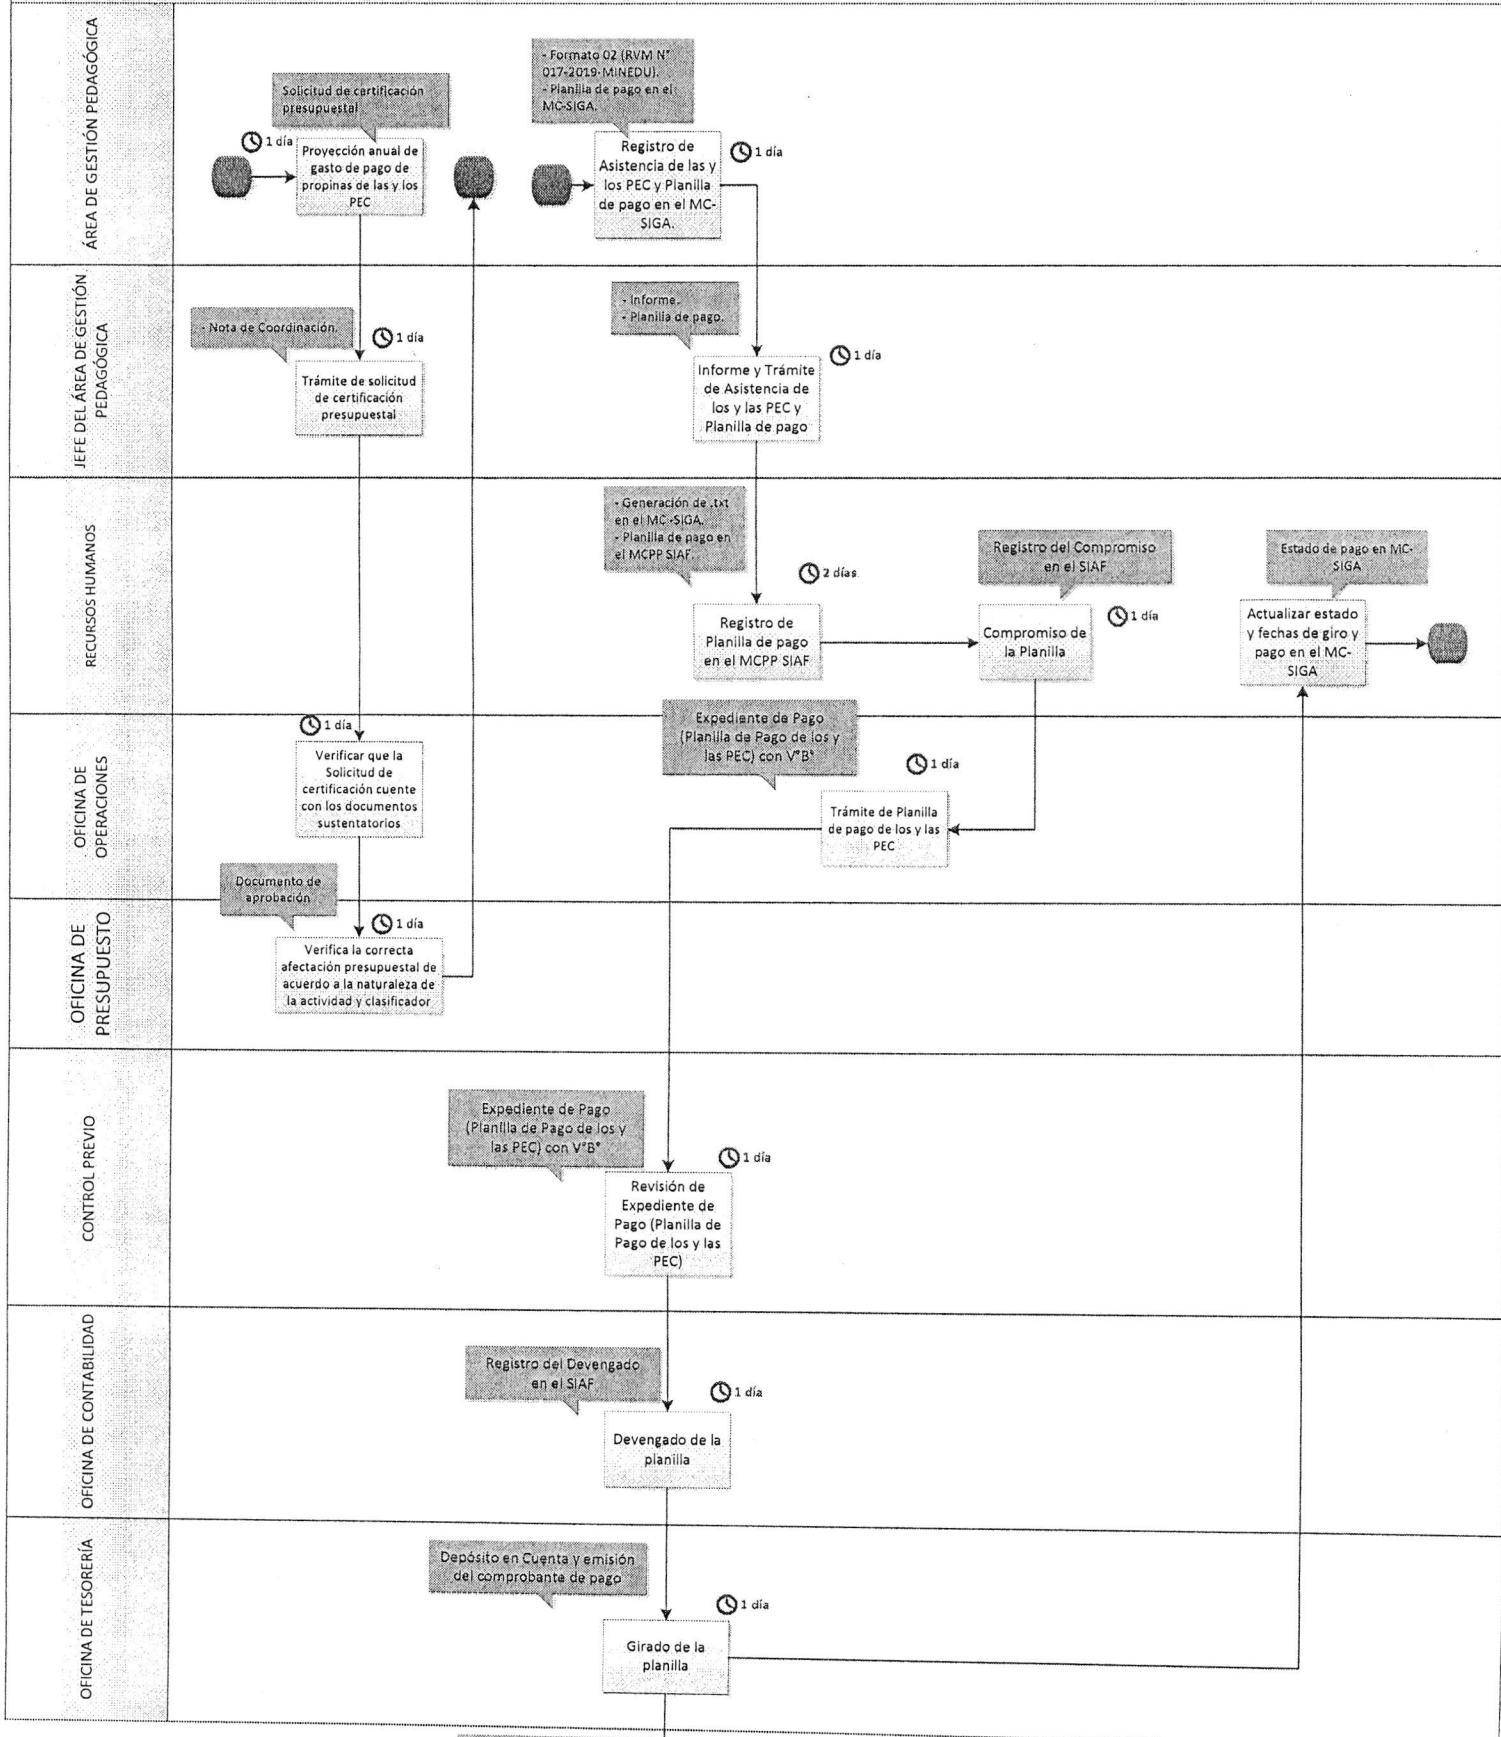 ÁREA DE GESTIÓN PEDAGÓGICA
Solicitud de certificación
presupuestal
1 día
Proyección anual de
gasto de pago de
propinas de las y los
PEC
- Formato 02 (RVM N°
017-2019-MINEDU).
- Planilla de pago en el
MC-SIGA.
Registro de
Asistencia de las y
los PEC y Planilla
de pago en el MC-
SIGA.
1 día
JEFE DEL ÁREA DE GESTIÓN
PEDAGÓGICA
- Nota de Coordinación.
1 día
Trámite de solicitud
de certificación
presupuestal
- Informe.
- Planilla de pago.
1 día
Informe y Trámite
de Asistencia de
los y las PEC y
Planilla de pago
RECURSOS HUMANOS
- Generación de .txt
en el MC-SIGA.
- Planilla de pago en
el MCPP SIAF.
2 días
Registro de
Planilla de pago
en el MCPP SIAF
Registro del Compromiso
en el SIAF
1 día
Compromiso de
la Planilla
Estado de pago en MC-
SIGA
Actualizar estado
y fechas de giro y
pago en el MC-
SIGA
OFICINA DE
OPERACIONES
1 día
Verificar que la
Solicitud de
certificación cuente
con los documentos
sustentatorios
Expediente de Pago
(Planilla de Pago de los y
las PEC) con V°B°
1 día
Trámite de Planilla
de pago de los y las
PEC
OFICINA DE
PRESUPUESTO
Documento de
aprobación
1 día
Verifica la correcta
afectación presupuestal de
acuerdo a la naturaleza de
la actividad y clasificador
CONTROL PREVIO
Expediente de Pago
(Planilla de Pago de los y
las PEC) con V°B°
1 día
Revisión de
Expediente de
Pago (Planilla de
Pago de los y las
PEC)
OFICINA DE CONTABILIDAD
Registro del Devengado
en el SIAF
1 día
Devengado de la
planilla
OFICINA DE TESORERÍA
Depósito en Cuenta y emisión
del comprobante de pago
1 día
Girado de la
planilla